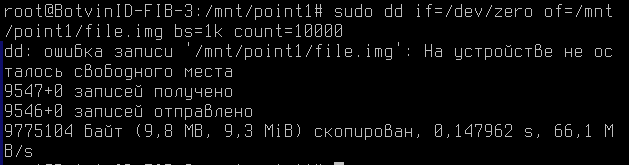 root@BotvinID-FIB-3:/mnt/point1# sudo dd if=/dev/zero of=/mnt
/point1/file.img bs=1k count=10000
dd: ошибка записи '/mnt/point1/file.img': На устройстве не ос
талось свободного места
9547+0 записей получено
9546+0 записей отправлено
9775104 байт (9,8 MB, 9,3 MiB) скопирован, 0,147962 s, 66,1 M
B/s